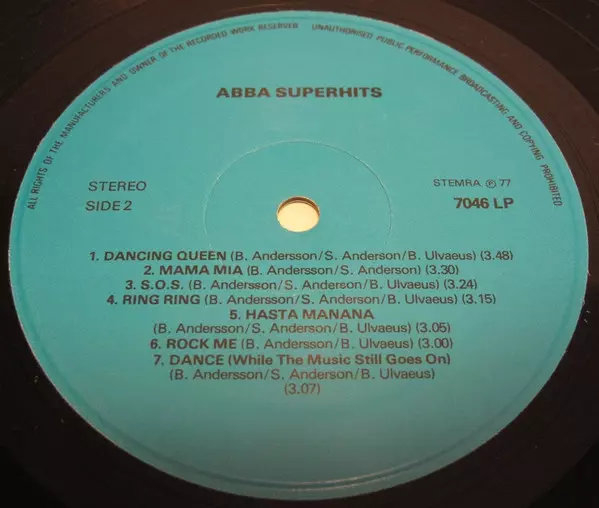 ALL RIGHTS OF THE MANUFACTURERS AND OWNER OF THE RECORDED WORK RESERVED UNAUTHORISED PUBLIC PERFORMANCE BROADCASTING AND COPYING PROHIBITED
ABBA SUPERHITS
STEREO
SIDE 2
STEMRA ℗ 77
7046 LP
1. DANCING QUEEN (B. Andersson/S. Anderson/B. Ulvaeus) (3.48)
2. MAMA MIA (B. Andersson/S. Anderson) (3.30)
3. S.O.S. (B. Andersson/S. Anderson/B. Ulvaeus) (3.24)
4. RING RING (B. Andersson/S. Anderson/B. Ulvaeus) (3.15)
5. HASTA MANANA
(B. Andersson/S. Anderson/B. Ulvaeus) (3.05)
6. ROCK ME (B. Andersson/B. Ulvaeus) (3.00)
7. DANCE (While The Music Still Goes On)
(B. Andersson/S. Anderson/B. Ulvaeus)
(3.07)